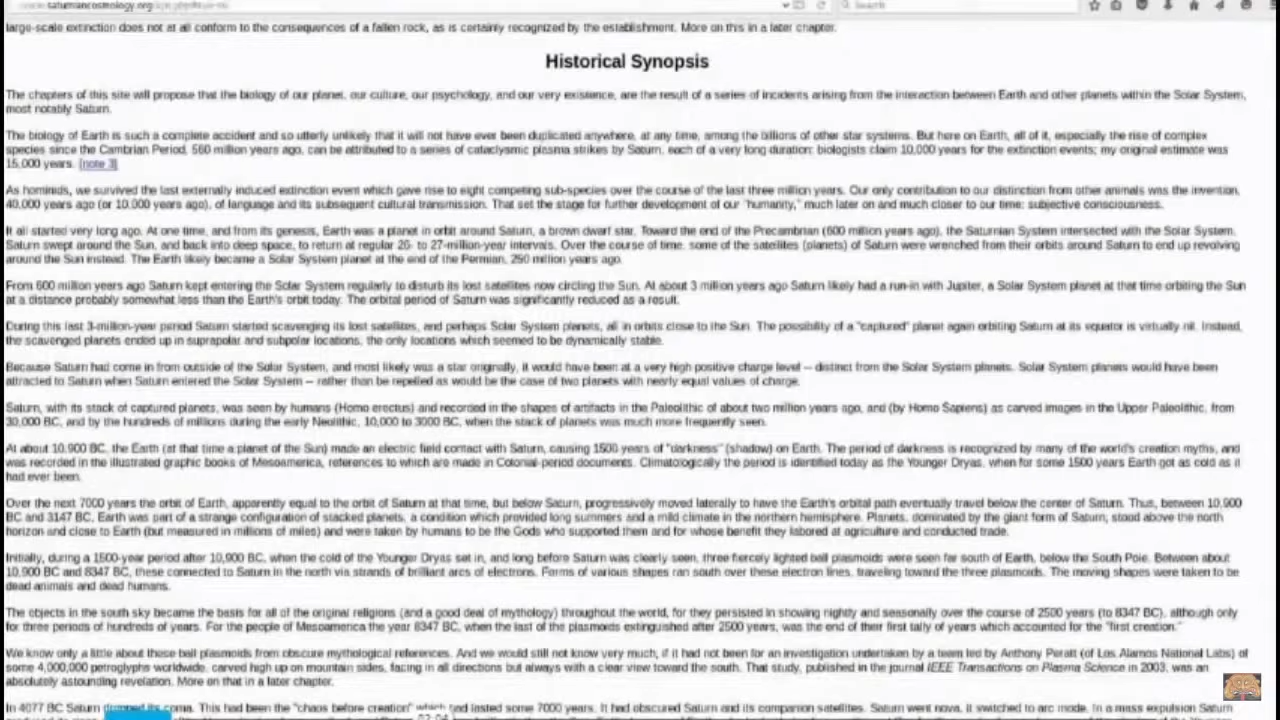 saturniancosmology.org
Search
large-scale extinction does not at all conform to the consequences of a fallen rock, as is certainly recognized by the establishment. More on this in a later chapter.
Historical Synopsis
The chapters of this site will propose that the biology of our planet, our culture, our psychology, and our very existence, are the result of a series of incidents arising from the interaction between Earth and other planets within the Solar System,
most notably Saturn.
The biology of Earth is such a complete accident and so utterly unlikely that it will not have ever been duplicated anywhere, at any time, among the billions of other star systems. But here on Earth, all of it, especially the rise of complex
species since the Cambrian Period, 560 million years ago, can be attributed to a series of cataclysmic plasma strikes by Saturn, each of a very long duration: biologists claim 10,000 years for the extinction events; my original estimate was
15,000 years. [note 3]
As hominids, we survived the last externally induced extinction event which gave rise to eight competing sub-species over the course of the last three million years. Our only contribution to our distinction from other animals was the invention,
40,000 years ago (or 10,000 years ago), of language and its subsequent cultural transmission. That set the stage for further development of our "humanity," much later on and much closer to our time: subjective consciousness.
It all started very long ago. At one time, and from its genesis, Earth was a planet in orbit around Saturn, a brown dwarf star. Toward the end of the Precambrian (600 million years ago), the Saturnian System intersected with the Solar System.
Saturn swept around the Sun, and back into deep space, to return at regular 26- to 27-million-year intervals. Over the course of time, some of the satellites (planets) of Saturn were wrenched from their orbits around Saturn to end up revolving
around the Sun instead. The Earth likely became a Solar System planet at the end of the Permian, 250 million years ago.
From 600 million years ago Saturn kept entering the Solar System regularly to disturb its lost satellites now circling the Sun. At about 3 million years ago Saturn likely had a run-in with Jupiter, a Solar System planet at that time orbiting the Sun
at a distance probably somewhat less than the Earth's orbit today. The orbital period of Saturn was significantly reduced as a result.
During this last 3-million-year period Saturn started scavenging its lost satellites, and perhaps Solar System planets, all in orbits close to the Sun. The possibility of a "captured" planet again orbiting Saturn at its equator is virtually nil. Instead,
the scavenged planets ended up in suprapolar and subpolar locations, the only locations which seemed to be dynamically stable.
Because Saturn had come in from outside of the Solar System, and most likely was a star originally, it would have been at a very high positive charge level -- distinct from the Solar System planets. Solar System planets would have been
attracted to Saturn when Saturn entered the Solar System -- rather than be repelled as would be the case of two planets with nearly equal values of charge.
Saturn, with its stack of captured planets, was seen by humans (Homo erectus) and recorded in the shapes of artifacts in the Paleolithic of about two million years ago, and (by Homo Sapiens) as carved images in the Upper Paleolithic, from
30,000 BC, and by the hundreds of millions during the early Neolithic, 10,000 to 3000 BC, when the stack of planets was much more frequently seen.
At about 10,900 BC, the Earth (at that time a planet of the Sun) made an electric field contact with Saturn, causing 1500 years of "darkness" (shadow) on Earth. The period of darkness is recognized by many of the world's creation myths, and
was recorded in the illustrated graphic books of Mesoamerica, references to which are made in Colonial-period documents. Climatologically the period is identified today as the Younger Dryas, when for some 1500 years Earth got as cold as it
had ever been.
Over the next 7000 years the orbit of Earth, apparently equal to the orbit of Saturn at that time, but below Saturn, progressively moved laterally to have the Earth's orbital path eventually travel below the center of Saturn. Thus, between 10,900
BC and 3147 BC, Earth was part of a strange configuration of stacked planets, a condition which provided long summers and a mild climate in the northern hemisphere. Planets, dominated by the giant form of Saturn, stood above the north
horizon and close to Earth (but measured in millions of miles) and were taken by humans to be the Gods who supported them and for whose benefit they labored at agriculture and conducted trade.
Initially, during a 1500-year period after 10,900 BC, when the cold of the Younger Dryas set in, and long before Saturn was clearly seen, three fiercely lighted ball plasmoids were seen far south of Earth, below the South Pole. Between about
10,900 BC and 8347 BC, these connected to Saturn in the north via strands of brilliant arcs of electrons. Forms of various shapes ran south over these electron lines, traveling toward the three plasmoids. The moving shapes were taken to be
dead animals and dead humans.
The objects in the south sky became the basis for all of the original religions (and a good deal of mythology) throughout the world, for they persisted in showing nightly and seasonally over the course of 2500 years (to 8347 BC), although only
for three periods of hundreds of years. For the people of Mesoamerica the year 8347 BC, when the last of the plasmoids extinguished after 2500 years, was the end of their first tally of years which accounted for the "first creation."
We know only a little about these ball plasmoids from obscure mythological references. And we would still not know very much, if it had not been for an investigation undertaken by a team led by Anthony Peratt (of Los Alamos National Labs) of
some 4,000,000 petroglyphs worldwide, carved high up on mountain sides, facing in all directions but always with a clear view toward the south. That study, published in the journal IEEE Transactions on Plasma Science in 2003, was an
absolutely astounding revelation. More on that in a later chapter.
In 4077 BC Saturn dropped its coma. This had been the "chaos before creation" which had lasted some 7000 years. It had obscured Saturn and its companion satellites. Saturn went nova, it switched to arc mode. In a mass expulsion Saturn